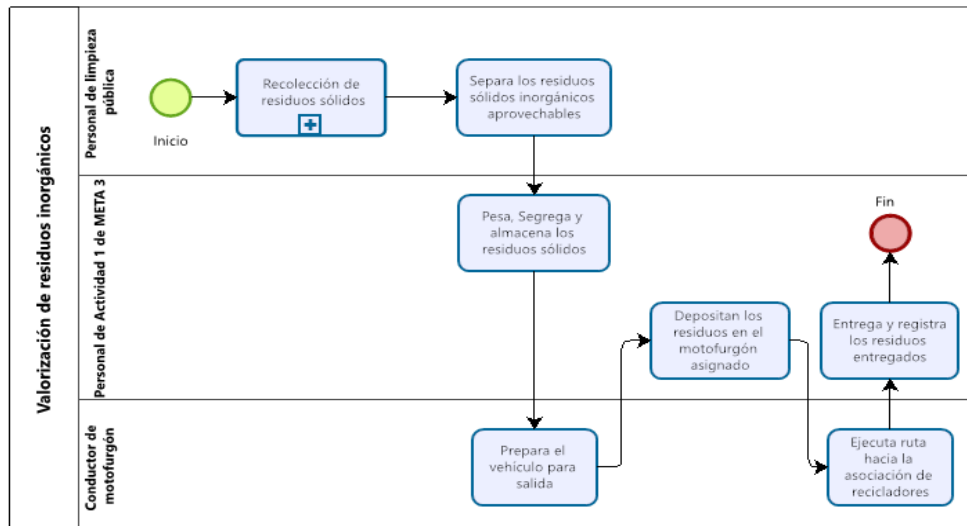 Valorización de residuos inorgánicos
Personal de limpieza
pública
Inicio
Recolección de
residuos sólidos
Separa los residuos
sólidos inorgánicos
aprovechables
Personal de Actividad 1 de META 3
Pesa, Segrega y
almacena los
residuos sólidos
Fin
Depositan los
residuos en el
motofurgón
asignado
Entrega y registra
los residuos
entregados
Conductor de
motofurgón
Prepara el
vehículo para
salida
Ejecuta ruta
hacia la
asociación de
recicladores